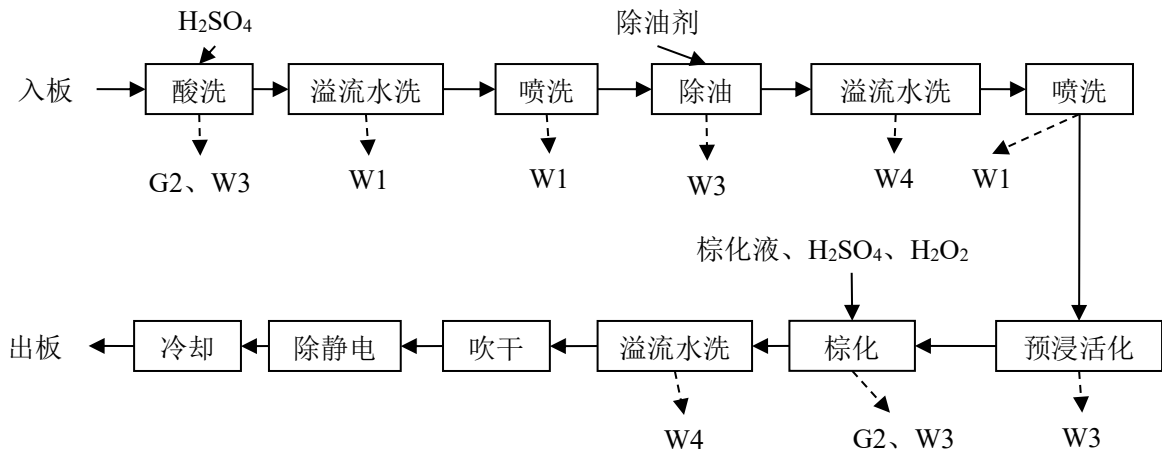 H₂SO₄ 除油剂
入板 酸洗 溢流水洗 喷洗 除油 溢流水洗 喷洗
G2、W3 W1 W1 W3 W4 W1
棕化液、H₂SO₄、H₂O₂
出板 冷却 除静电 吹干 溢流水洗 棕化 预浸活化
W4 G2、W3 W3